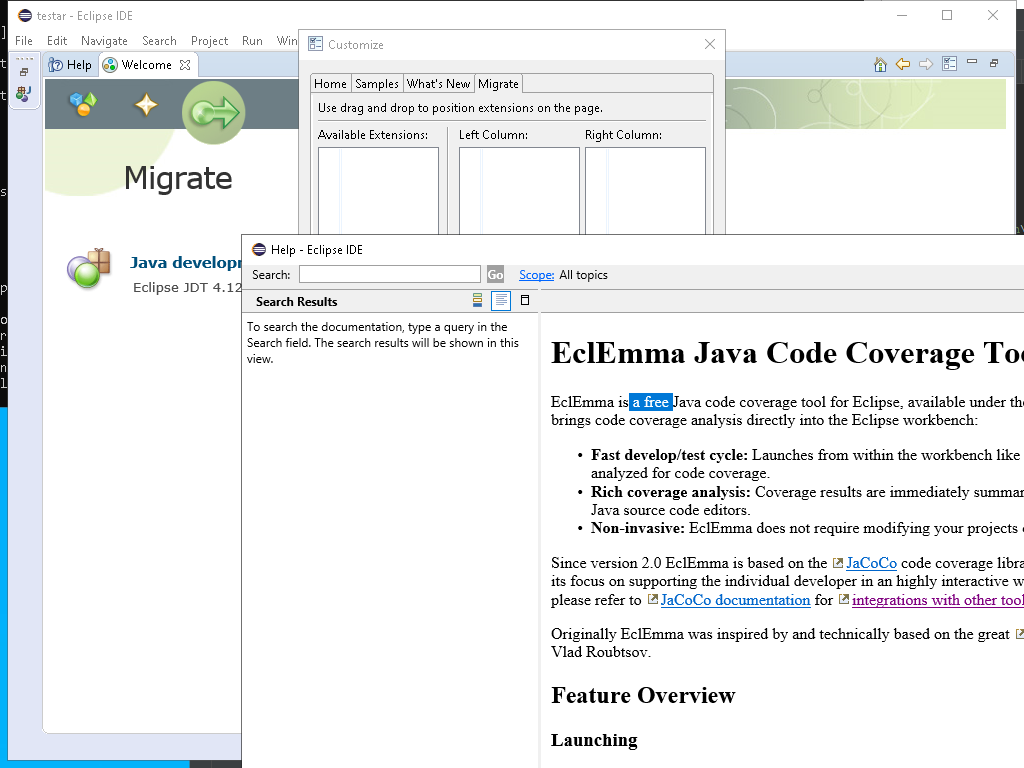 testar - Eclipse IDE
File Edit Navigate Search Project Run Win
Help Welcome
Migrate
Java developm
Eclipse JDT 4.12
Customize
Home Samples What's New Migrate
Use drag and drop to position extensions on the page.
Available Extensions: Left Column: Right Column:
Help - Eclipse IDE
Search: Go Scope: All topics
Search Results
To search the documentation, type a query in the
Search field. The search results will be shown in this
view.
EclEmma Java Code Coverage Too
EclEmma is a free Java code coverage tool for Eclipse, available under the
brings code coverage analysis directly into the Eclipse workbench:
• Fast develop/test cycle: Launches from within the workbench like
analyzed for code coverage.
• Rich coverage analysis: Coverage results are immediately summar
Java source code editors.
• Non-invasive: EclEmma does not require modifying your projects
Since version 2.0 EclEmma is based on the JaCoCo code coverage libra
its focus on supporting the individual developer in an highly interactive w
please refer to JaCoCo documentation for integrations with other tool
Originally EclEmma was inspired by and technically based on the great
Vlad Roubtsov.
Feature Overview
Launching